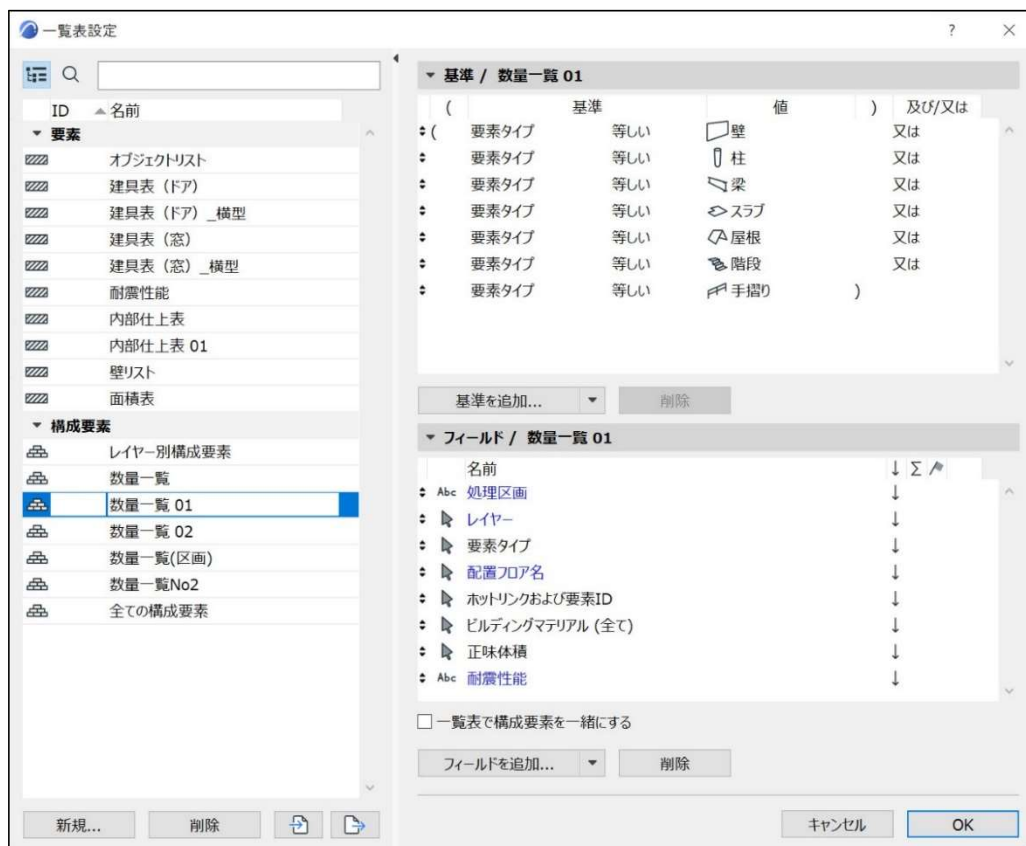 一覧表設定
ID 名前
要素
オブジェクトリスト
建具表（ドア）
建具表（ドア）_横型
建具表（窓）
建具表（窓）_横型
耐震性能
内部仕上表
内部仕上表 01
壁リスト
面積表
構成要素
レイヤー別構成要素
数量一覧
数量一覧 01
数量一覧 02
数量一覧(区画)
数量一覧No2
全ての構成要素
新規...
削除
基準 / 数量一覧 01
( 基準 値 ) 及び/又は
( 要素タイプ 等しい 壁 又は
要素タイプ 等しい 柱 又は
要素タイプ 等しい 梁 又は
要素タイプ 等しい スラブ 又は
要素タイプ 等しい 屋根 又は
要素タイプ 等しい 階段 又は
要素タイプ 等しい 手摺り )
基準を追加...
削除
フィールド / 数量一覧 01
名前 ↓ Σ
Abc 処理区画 ↓
レイヤー ↓
要素タイプ ↓
配置フロア名 ↓
ホットリンクおよび要素ID ↓
ビルディングマテリアル (全て) ↓
正味体積 ↓
Abc 耐震性能 ↓
一覧表で構成要素を一緒にする
フィールドを追加...
削除
キャンセル
OK